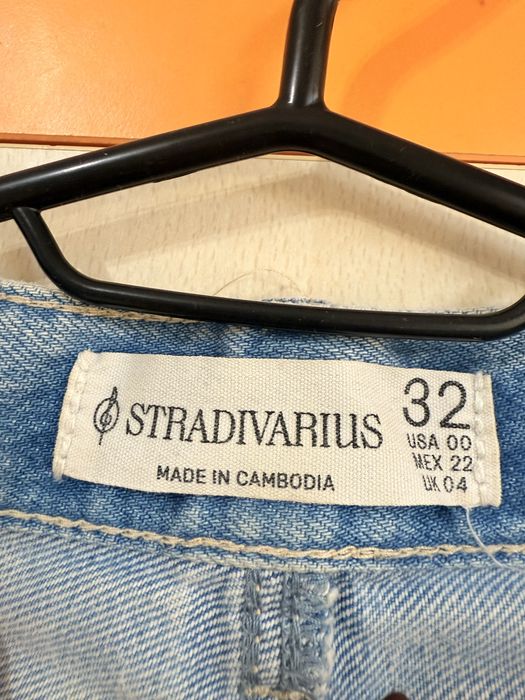 STRADIVARIUS
MADE IN CAMBODIA
32
USA 00
MEX 22
UK 04